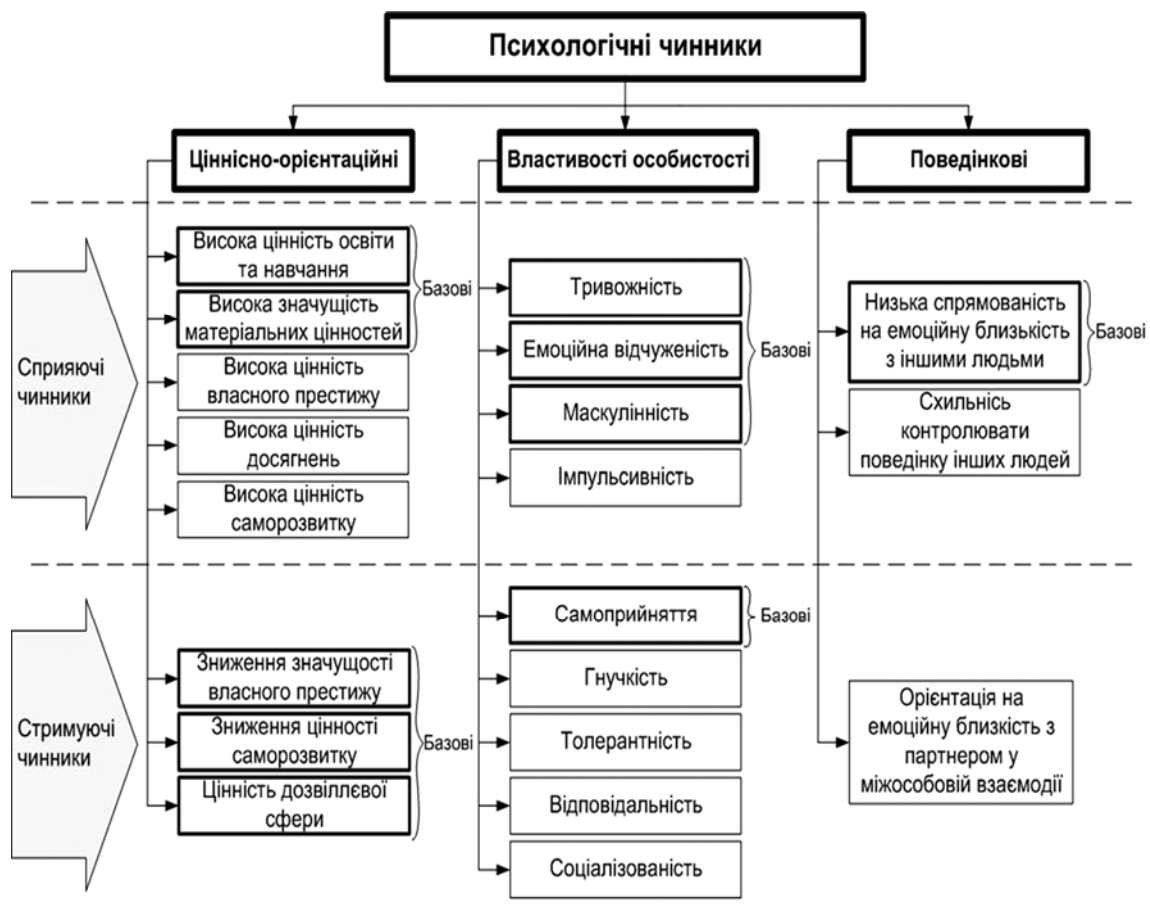 Психологічні чинники
Ціннісно-орієнтаційні
Властивості особистості
Поведінкові
Сприяючі
чинники
Висока цінність освіти
та навчання
Висока значущість
матеріальних цінностей
Базові
Висока цінність
власного престижу
Висока цінність
досягнень
Висока цінність
саморозвитку
Тривожність
Емоційна відчуженість
Маскулінність
Базові
Імпульсивність
Низька спрямованість
на емоційну близькість
з іншими людьми
Базові
Схильнісь
контролювати
поведінку інших людей
Стримуючі
чинники
Зниження значущості
власного престижу
Зниження цінності
саморозвитку
Цінність дозвіллєвої
сфери
Базові
Самоприйняття
Базові
Гнучкість
Толерантність
Відповідальність
Соціалізованість
Орієнтація на
емоційну близкість з
партнером у
міжособовій взаємодії